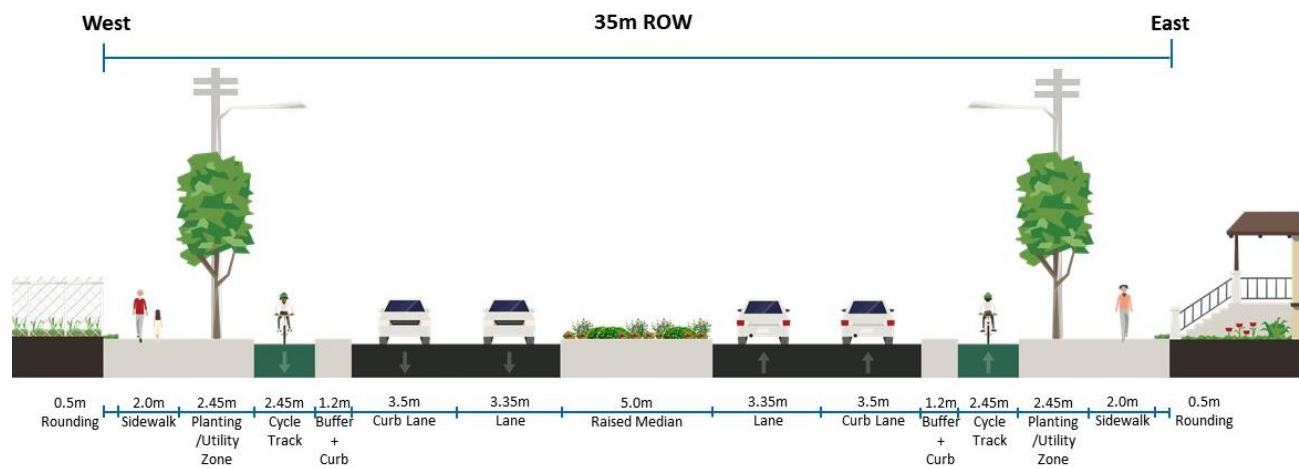 West
35m ROW
East
0.5m
Rounding
2.0m
Sidewalk
2.45m
Planting
/Utility
Zone
2.45m
Cycle
Track
1.2m
Buffer
+
Curb
3.5m
Curb Lane
3.35m
Lane
5.0m
Raised Median
3.35m
Lane
3.5m
Curb Lane
1.2m
Buffer
+
Curb
2.45m
Cycle
Track
2.45m
Planting
/Utility
Zone
2.0m
Sidewalk
0.5m
Rounding